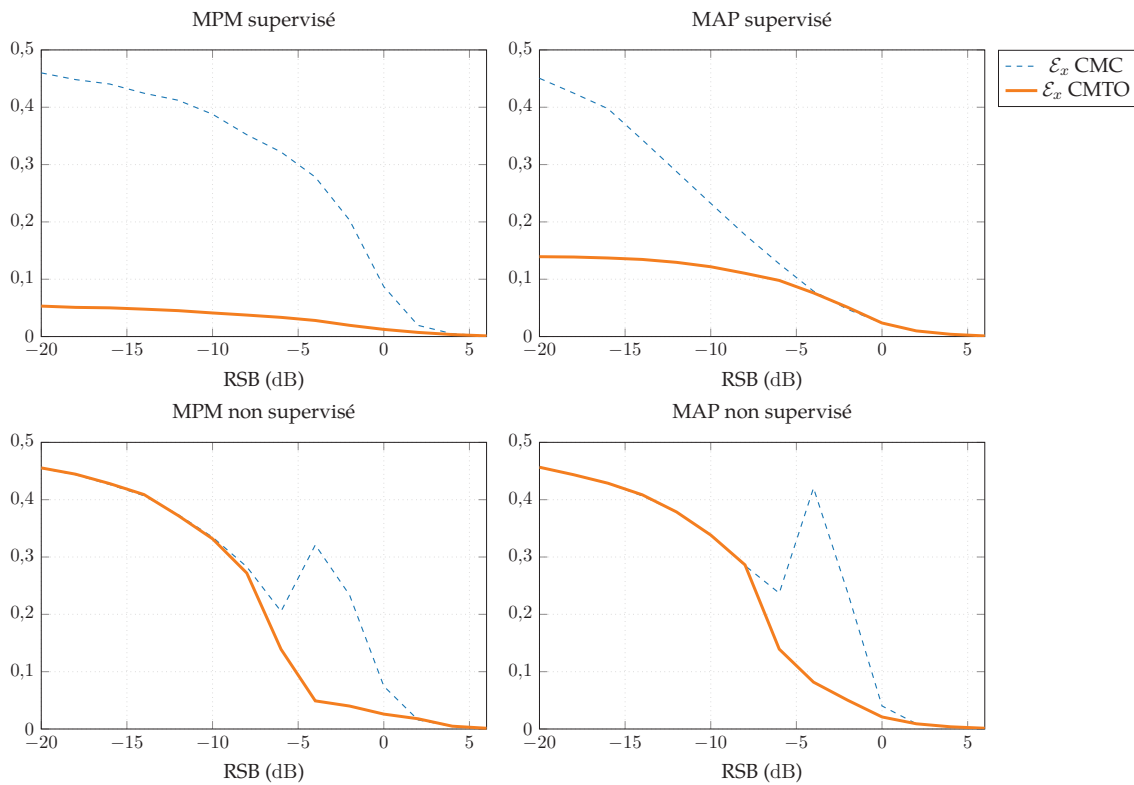 MPM supervisé
0,5
0,4
0,3
0,2
0,1
0
−20 −15 −10 −5 0 5
RSB (dB)
MAP supervisé
0,5
0,4
0,3
0,2
0,1
0
−20 −15 −10 −5 0 5
RSB (dB)
ℰx CMC
ℰx CMTO
MPM non supervisé
0,5
0,4
0,3
0,2
0,1
0
−20 −15 −10 −5 0 5
RSB (dB)
MAP non supervisé
0,5
0,4
0,3
0,2
0,1
0
−20 −15 −10 −5 0 5
RSB (dB)